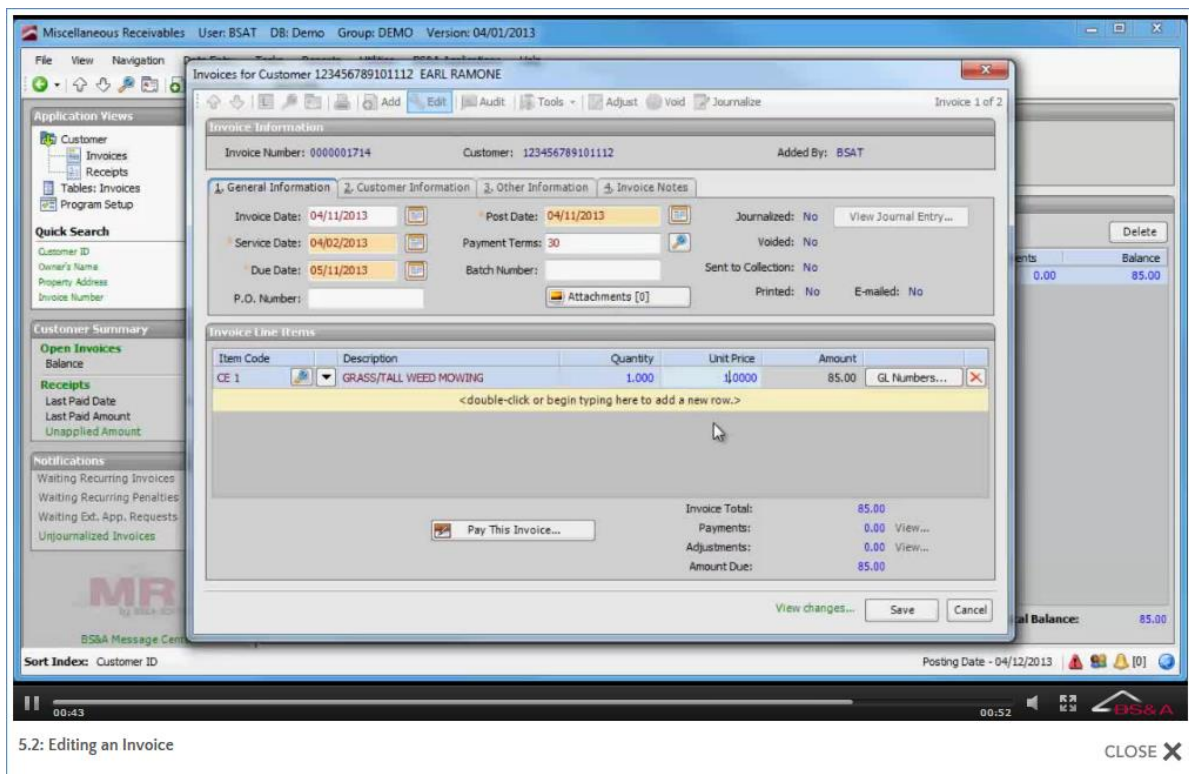 Miscellaneous Receivables User: BSAT DB: Demo Group: DEMO Version: 04/01/2013
File View Navigation
Invoices for Customer 123456789101112 EARL RAMONE
Add Edit Audit Tools Adjust Void Journalize Invoice 1 of 2
Application Views
Customer
Invoices
Receipts
Tables: Invoices
Program Setup
Quick Search
Customer ID
Owner's Name
Property Address
Invoice Number
Customer Summary
Open Invoices
Balance
Receipts
Last Paid Date
Last Paid Amount
Unapplied Amount
Notifications
Waiting Recurring Invoices
Waiting Recurring Penalties
Waiting Ext. App. Requests
Unjournalized Invoices
MR
BS&A Message
Invoice Information
Invoice Number: 0000001714 Customer: 123456789101112 Added By: BSAT
1. General Information 2. Customer Information 3. Other Information 4. Invoice Notes
Invoice Date: 04/11/2013 Post Date: 04/11/2013 Journalized: No View Journal Entry...
Service Date: 04/02/2013 Payment Terms: 30 Voided: No
Due Date: 05/11/2013 Batch Number: Sent to Collection: No
P.O. Number: Attachments [0] Printed: No E-mailed: No
Invoice Line Items
Item Code Description Quantity Unit Price Amount
CE 1 GRASS/TALL WEED MOWING 1.000 1.0000 85.00 GL Numbers...
<double-click or begin typing here to add a new row.>
Invoice Total: 85.00
Pay This Invoice... Payments: 0.00 View...
Adjustments: 0.00 View...
Amount Due: 85.00
View changes... Save Cancel
Delete
Balance
0.00 85.00
Balance: 85.00
Sort Index: Customer ID Posting Date - 04/12/2013 [0]
00:43 00:52 BS&A
5.2: Editing an Invoice CLOSE